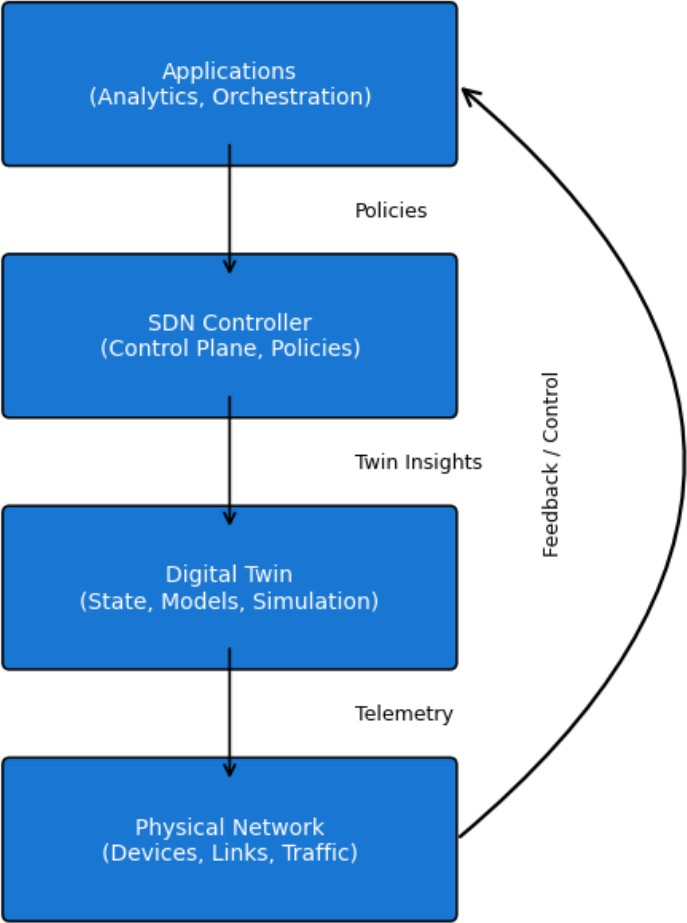 Applications
(Analytics, Orchestration)
Policies
SDN Controller
(Control Plane, Policies)
Twin Insights
Feedback / Control
Digital Twin
(State, Models, Simulation)
Telemetry
Physical Network
(Devices, Links, Traffic)